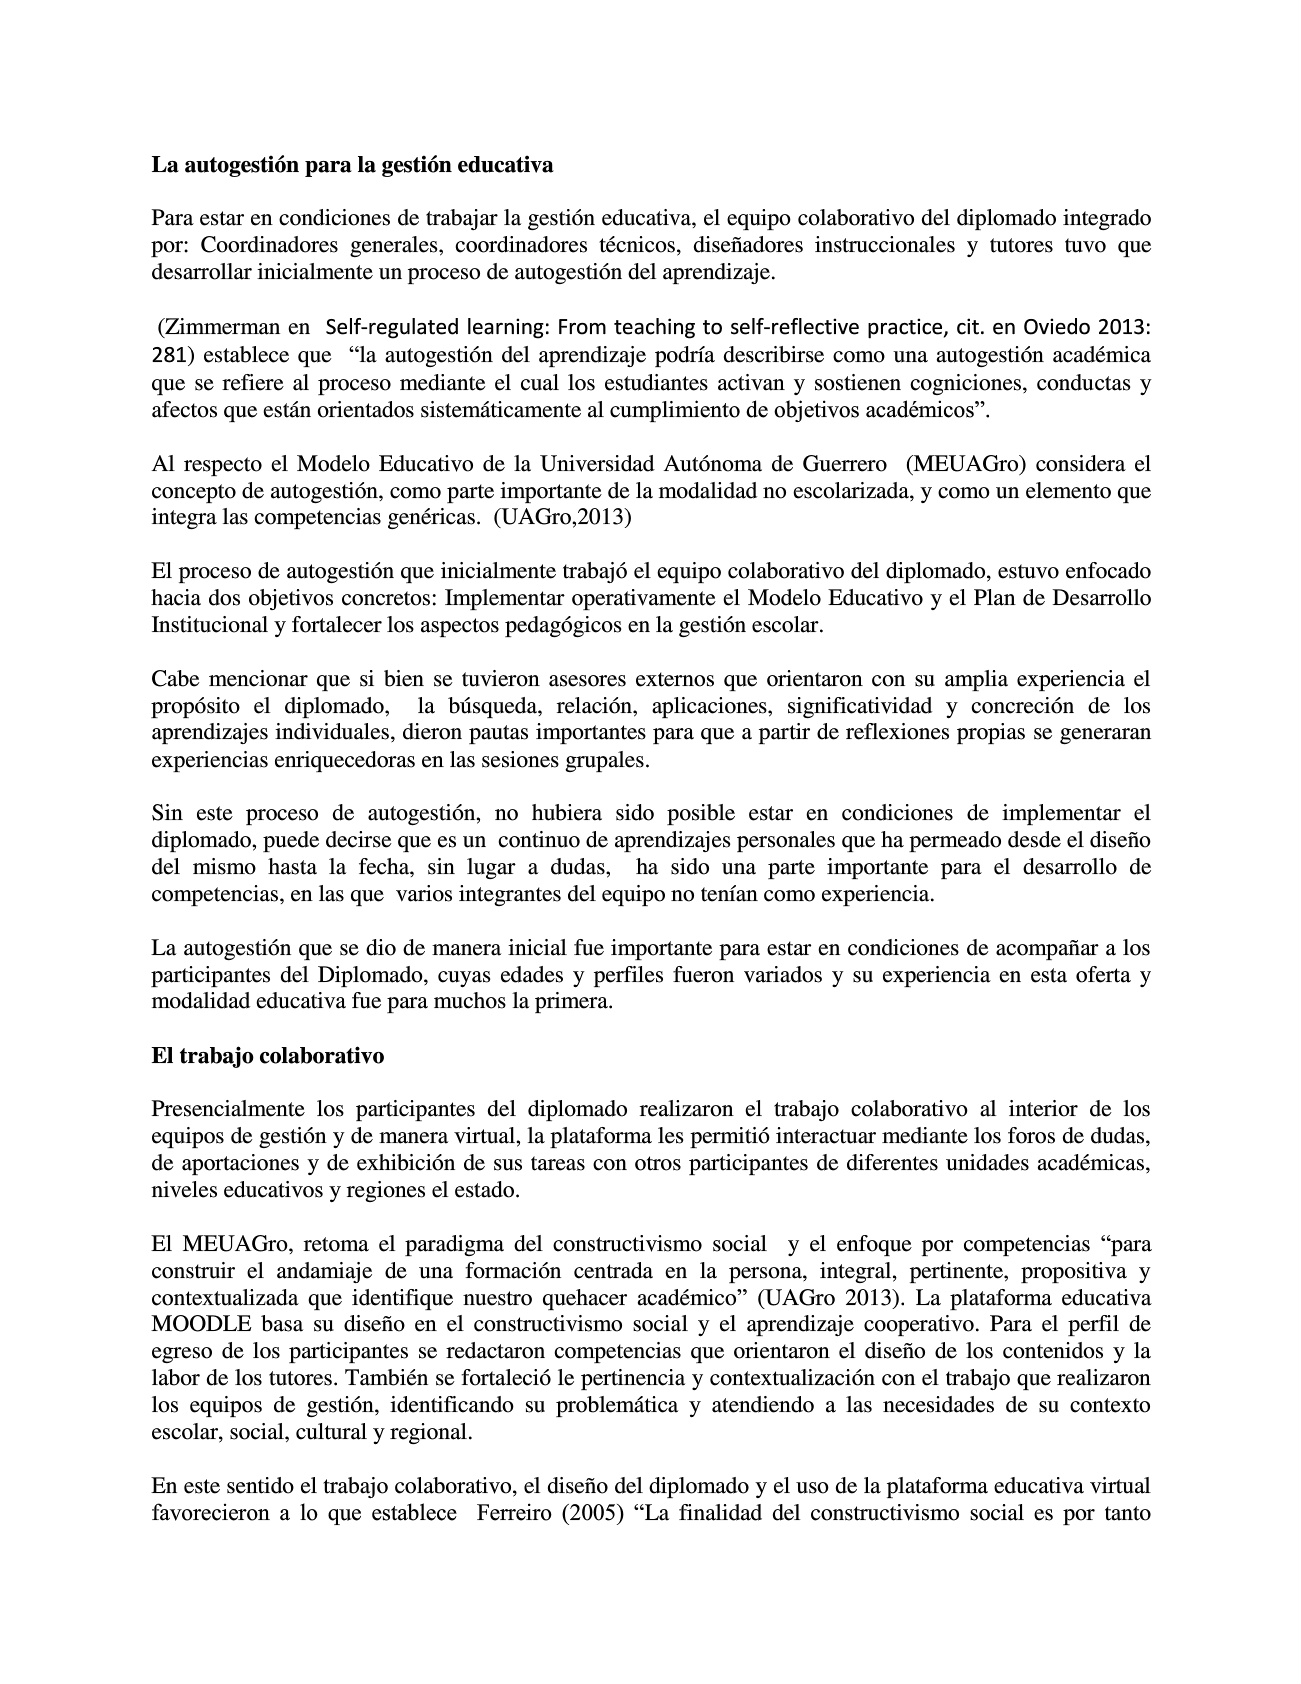 La autogestión para la gestión educativa
Para estar en condiciones de trabajar la gestión educativa, el equipo colaborativo del diplomado integrado
por: Coordinadores generales, coordinadores técnicos, diseñadores instruccionales y tutores tuvo que
desarrollar inicialmente un proceso de autogestión del aprendizaje.
(Zimmerman en Self-regulated learning: From teaching to self-reflective practice, cit. en Oviedo 2013:
281) establece que “la autogestión del aprendizaje podría describirse como una autogestión académica
que se refiere al proceso mediante el cual los estudiantes activan y sostienen cogniciones, conductas y
afectos que están orientados sistemáticamente al cumplimiento de objetivos académicos”.
Al respecto el Modelo Educativo de la Universidad Autónoma de Guerrero (MEUAGro) considera el
concepto de autogestión, como parte importante de la modalidad no escolarizada, y como un elemento que
integra las competencias genéricas. (UAGro,2013)
El proceso de autogestión que inicialmente trabajó el equipo colaborativo del diplomado, estuvo enfocado
hacia dos objetivos concretos: Implementar operativamente el Modelo Educativo y el Plan de Desarrollo
Institucional y fortalecer los aspectos pedagógicos en la gestión escolar.
Cabe mencionar que si bien se tuvieron asesores externos que orientaron con su amplia experiencia el
propósito el diplomado, la búsqueda, relación, aplicaciones, significatividad y concreción de los
aprendizajes individuales, dieron pautas importantes para que a partir de reflexiones propias se generaran
experiencias enriquecedoras en las sesiones grupales.
Sin este proceso de autogestión, no hubiera sido posible estar en condiciones de implementar el
diplomado, puede decirse que es un continuo de aprendizajes personales que ha permeado desde el diseño
del mismo hasta la fecha, sin lugar a dudas, ha sido una parte importante para el desarrollo de
competencias, en las que varios integrantes del equipo no tenían como experiencia.
La autogestión que se dio de manera inicial fue importante para estar en condiciones de acompañar a los
participantes del Diplomado, cuyas edades y perfiles fueron variados y su experiencia en esta oferta y
modalidad educativa fue para muchos la primera.
El trabajo colaborativo
Presencialmente los participantes del diplomado realizaron el trabajo colaborativo al interior de los
equipos de gestión y de manera virtual, la plataforma les permitió interactuar mediante los foros de dudas,
de aportaciones y de exhibición de sus tareas con otros participantes de diferentes unidades académicas,
niveles educativos y regiones el estado.
El MEUAGro, retoma el paradigma del constructivismo social y el enfoque por competencias “para
construir el andamiaje de una formación centrada en la persona, integral, pertinente, propositiva y
contextualizada que identifique nuestro quehacer académico” (UAGro 2013). La plataforma educativa
MOODLE basa su diseño en el constructivismo social y el aprendizaje cooperativo. Para el perfil de
egreso de los participantes se redactaron competencias que orientaron el diseño de los contenidos y la
labor de los tutores. También se fortaleció le pertinencia y contextualización con el trabajo que realizaron
los equipos de gestión, identificando su problemática y atendiendo a las necesidades de su contexto
escolar, social, cultural y regional.
En este sentido el trabajo colaborativo, el diseño del diplomado y el uso de la plataforma educativa virtual
favorecieron a lo que establece Ferreiro (2005) “La finalidad del constructivismo social es por tanto